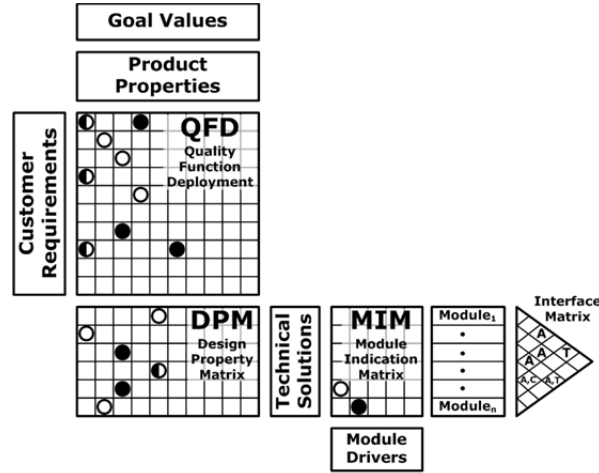 Goal Values
Product
Properties
Customer
Requirements
QFD
Quality
Function
Deployment
DPM
Design
Property
Matrix
Technical
Solutions
MIM
Module
Indication
Matrix
Module
Drivers
Module1
Modulen
Interface
Matrix
A
T
A
A
A,C
A,T